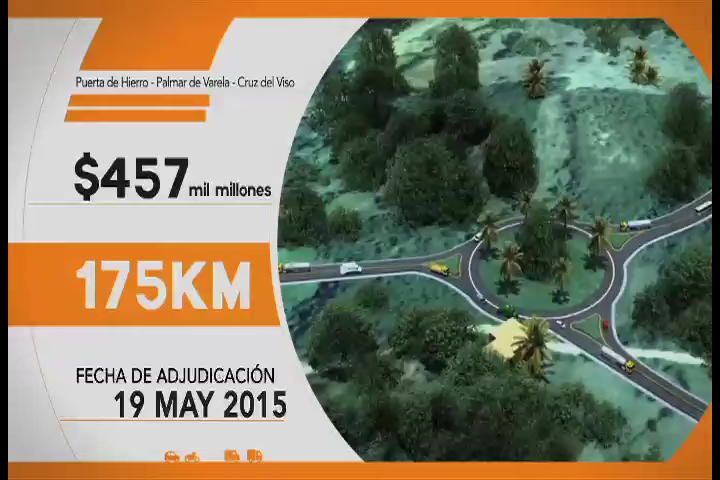 Puerta de Hierro - Palmar de Varela - Cruz del Viso
$457 mil millones
175KM
FECHA DE ADJUDICACIÓN
19 MAY 2015